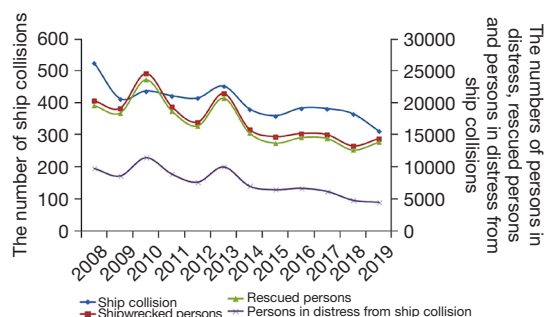 The number of ship collisions
600
500
400
300
200
100
0
30000
25000
20000
15000
10000
5000
0
The numbers of persons in
distress, rescued persons
and persons in distress from
ship collisions
2008
2009
2010
2011
2012
2013
2014
2015
2016
2017
2018
2019
Ship collision
Rescued persons
Shipwrecked persons
Persons in distress from ship collision